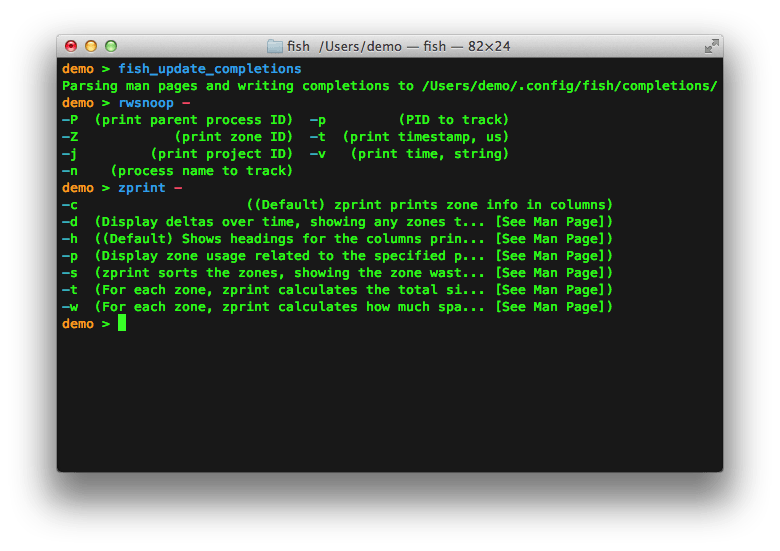 fish /Users/demo — fish — 82×24
demo > fish_update_completions
Parsing man pages and writing completions to /Users/demo/.config/fish/completions/
demo > rwsnoop -
-P  (print parent process ID)  -p         (PID to track)
-Z            (print zone ID)  -t  (print timestamp, us)
-j         (print project ID)  -v   (print time, string)
-n    (process name to track)
demo > zprint -
-c                     ((Default) zprint prints zone info in columns)
-d  (Display deltas over time, showing any zones t... [See Man Page])
-h  ((Default) Shows headings for the columns prin... [See Man Page])
-p  (Display zone usage related to the specified p... [See Man Page])
-s  (zprint sorts the zones, showing the zone wast... [See Man Page])
-t  (For each zone, zprint calculates the total si... [See Man Page])
-w  (For each zone, zprint calculates how much spa... [See Man Page])
demo >